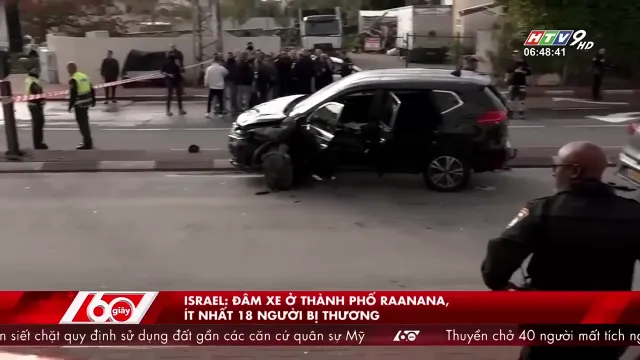 HTV9 HD
06:48:41
60 giây
ISRAEL: ĐÂM XE Ở THÀNH PHỐ RAANANA,
ÍT NHẤT 18 NGƯỜI BỊ THƯƠNG
n siết chặt quy định sử dụng đất gần các căn cứ quân sự Mỹ 60 Thuyền chở 40 người mất tích n